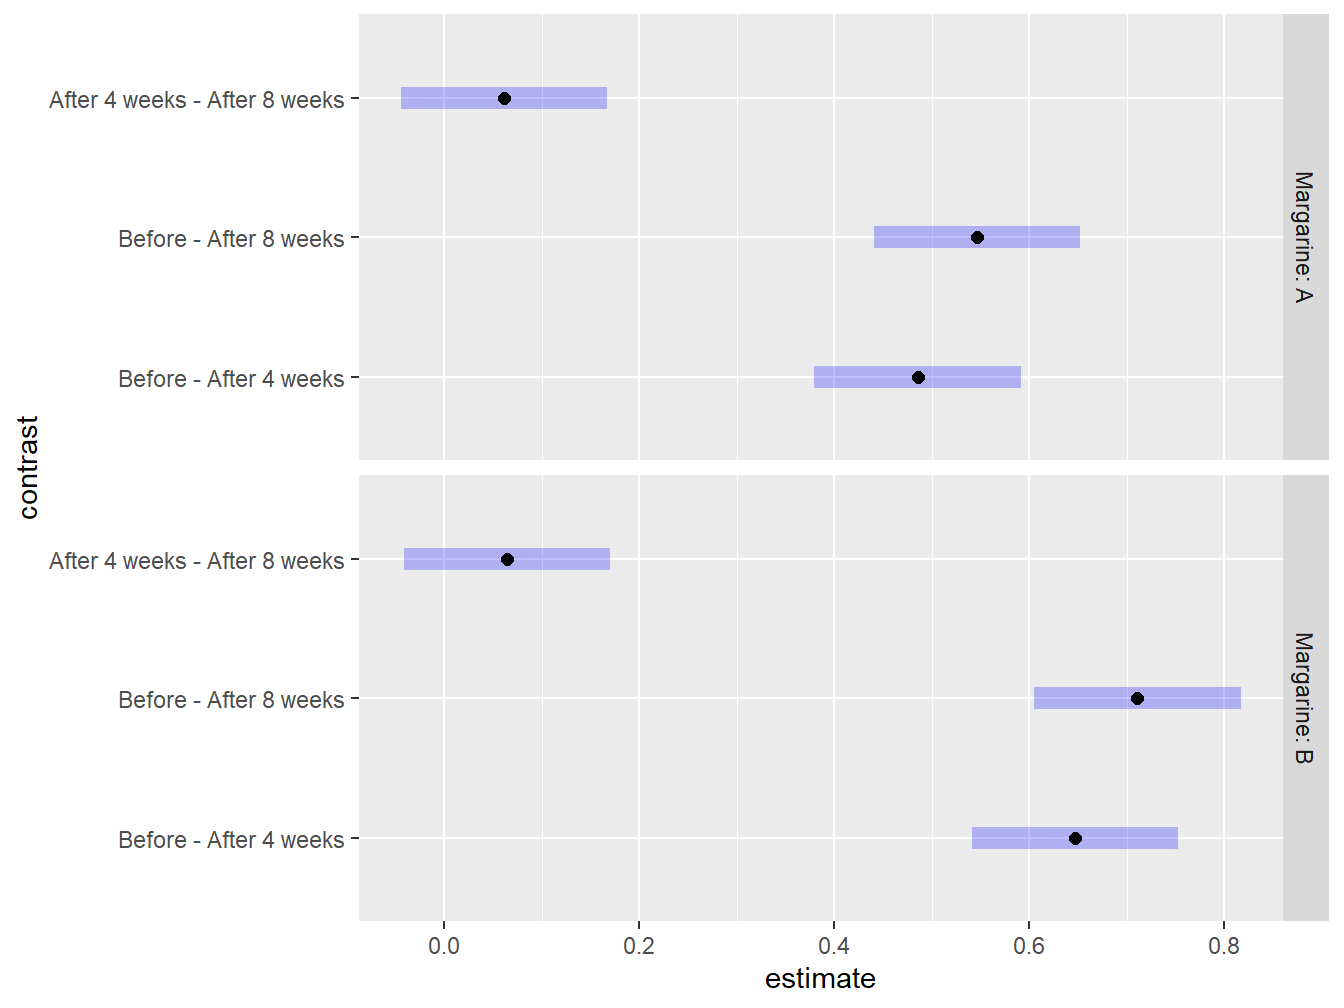 After 4 weeks - After 8 weeks
Before - After 8 weeks
Before - After 4 weeks
Margarine: A
contrast
After 4 weeks - After 8 weeks
Before - After 8 weeks
Before - After 4 weeks
Margarine: B
0.0 0.2 0.4 0.6 0.8
estimate